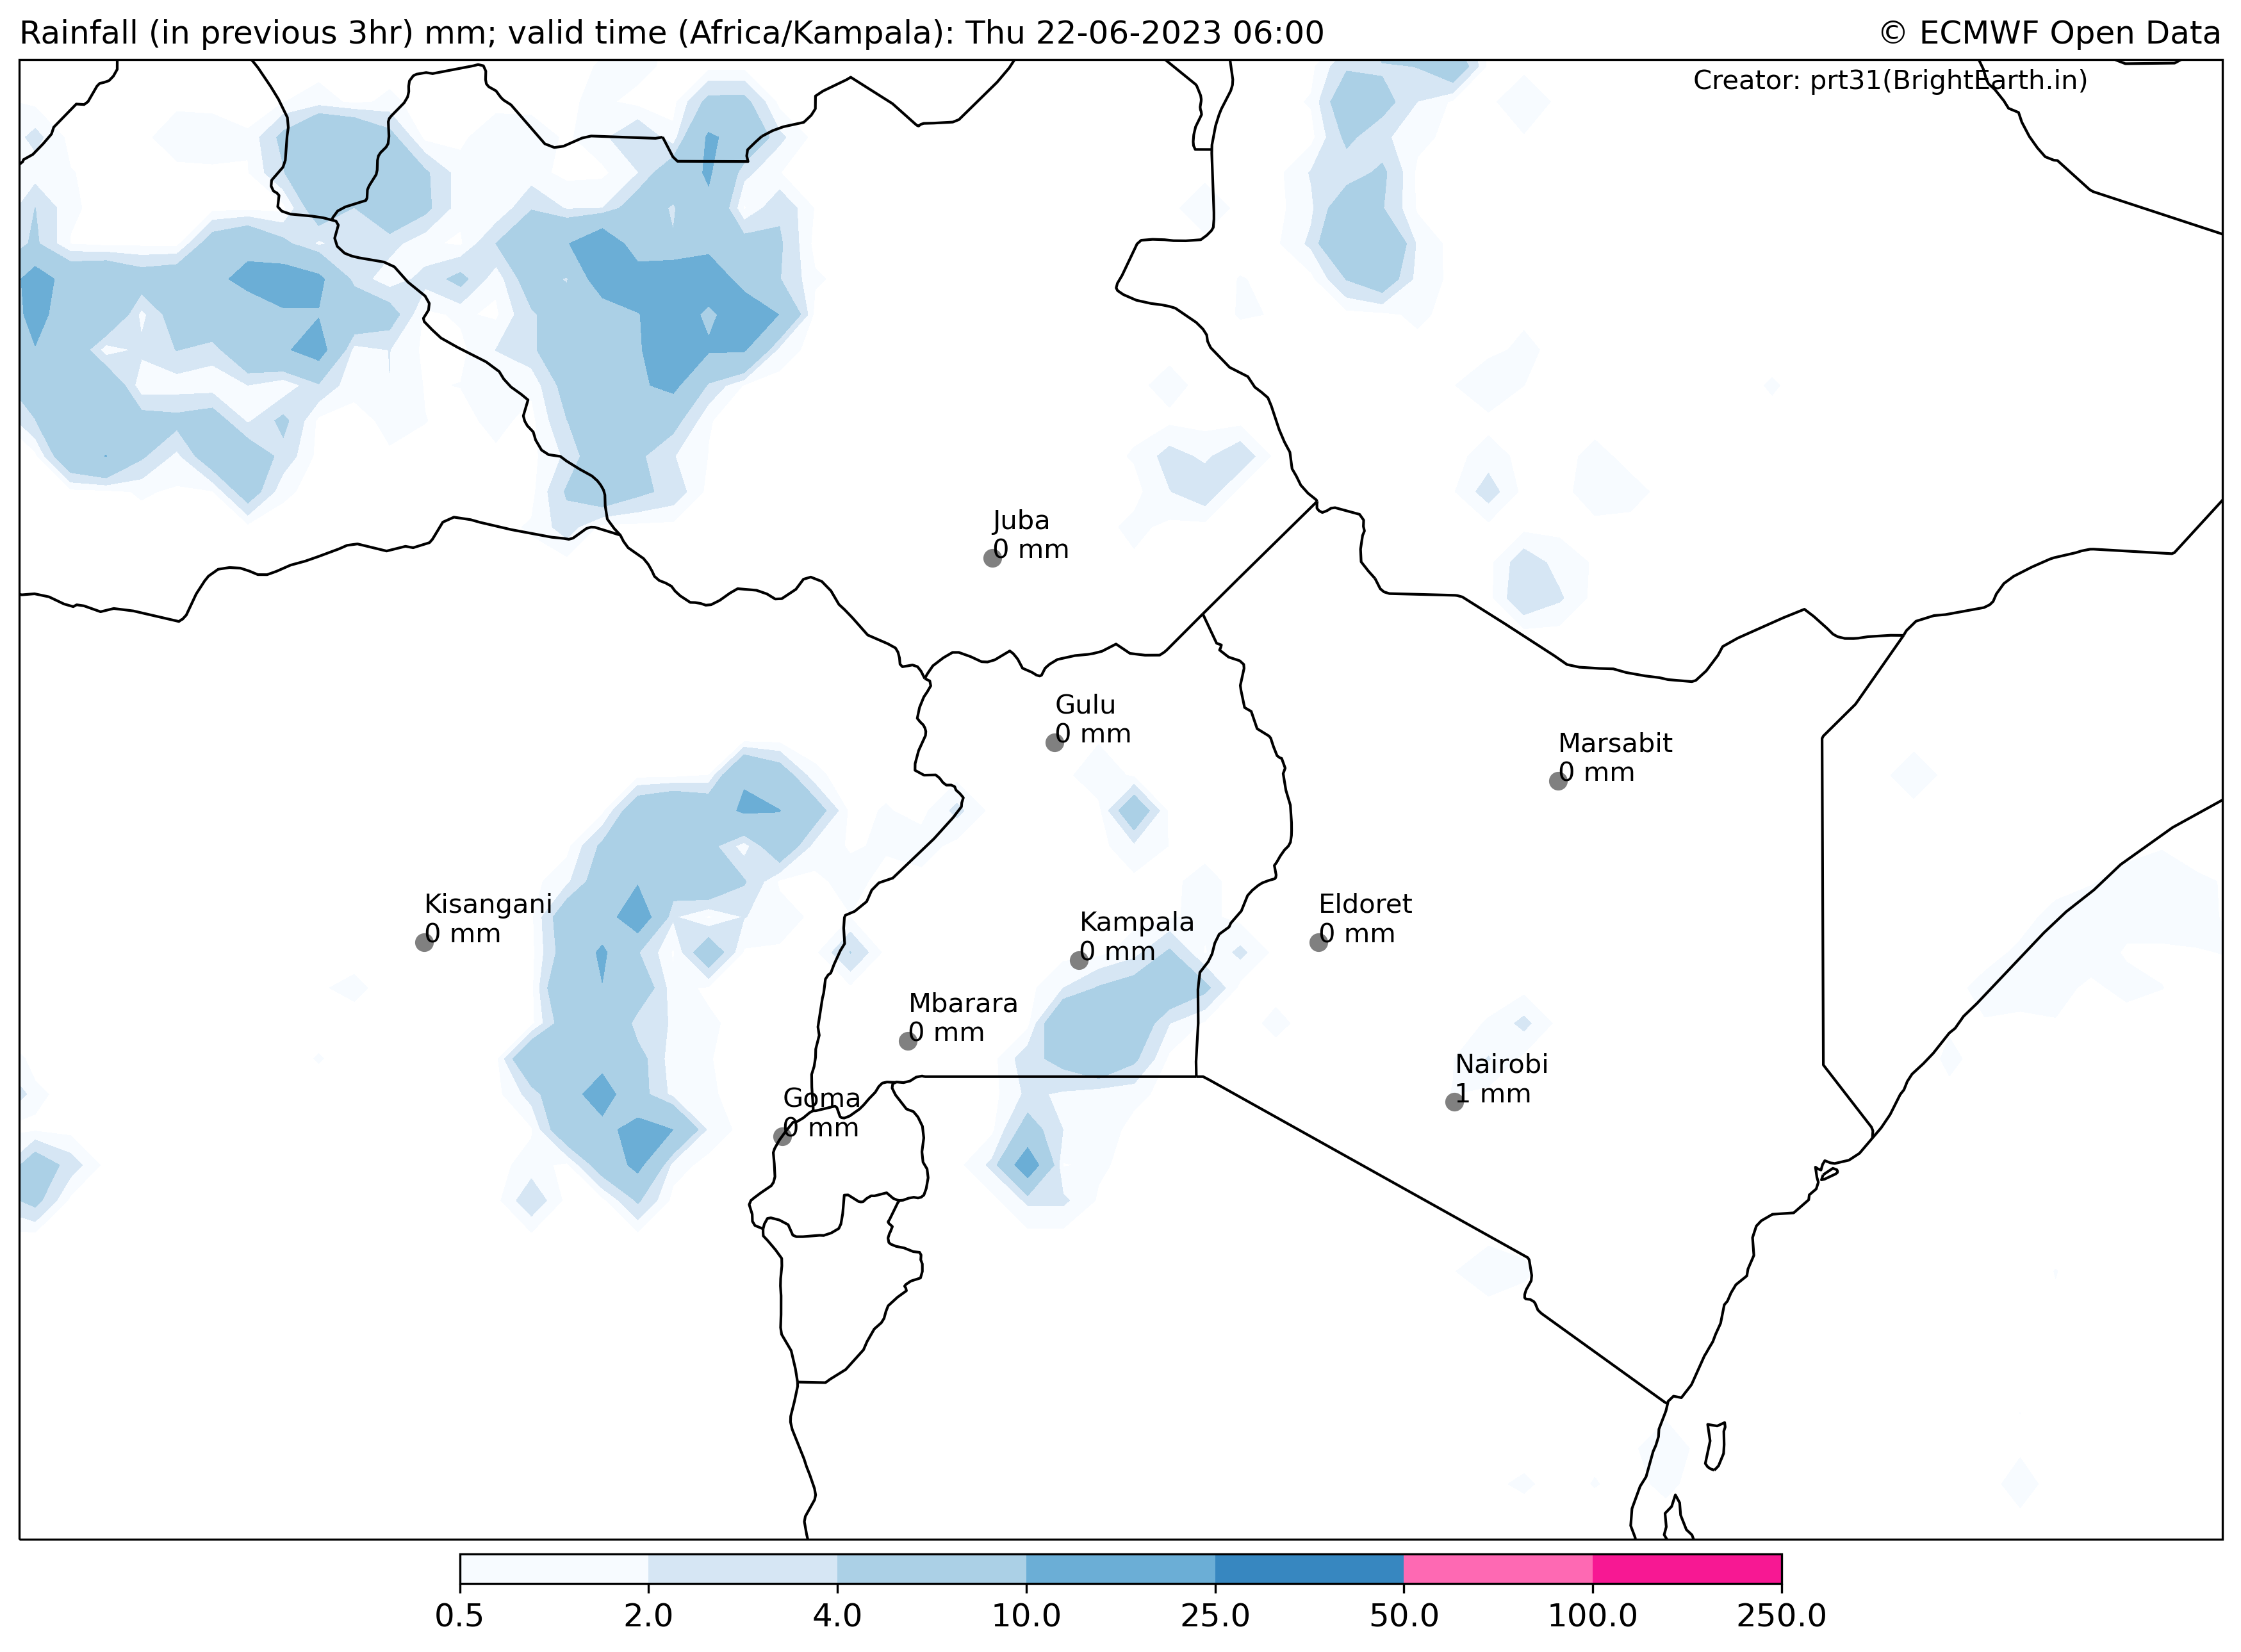 Rainfall (in previous 3hr) mm; valid time (Africa/Kampala): Thu 22-06-2023 06:00
© ECMWF Open Data
Creator: prt31(BrightEarth.in)
Juba
0 mm
Gulu
0 mm
Marsabit
0 mm
Kisangani
0 mm
Kampala
0 mm
Eldoret
0 mm
Mbarara
0 mm
Nairobi
1 mm
Goma
0 mm
0.5 2.0 4.0 10.0 25.0 50.0 100.0 250.0